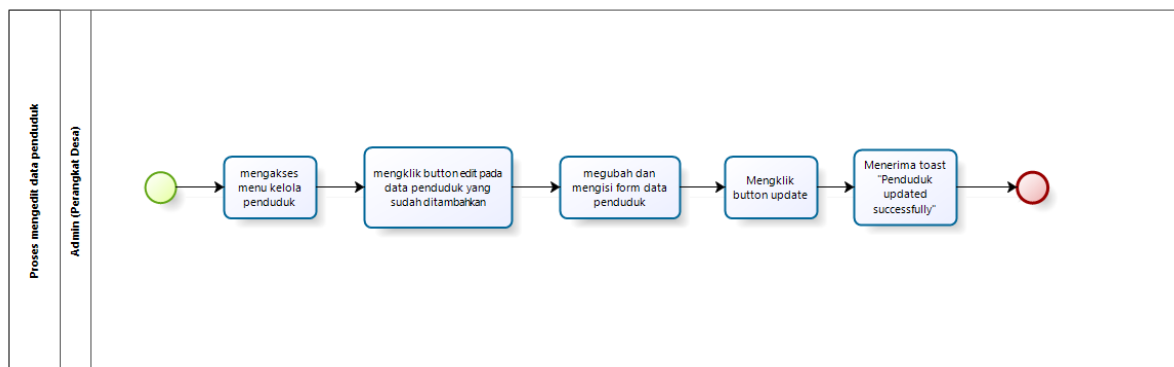 Proses mengedit data penduduk
Admin (Perangkat Desa)
mengakses
menu kelola
penduduk
mengklik button edit pada
data penduduk yang
sudah ditambahkan
megubah dan
mengisi form data
penduduk
Mengklik
button update
Menerima toast
"Penduduk
updated
successfully"